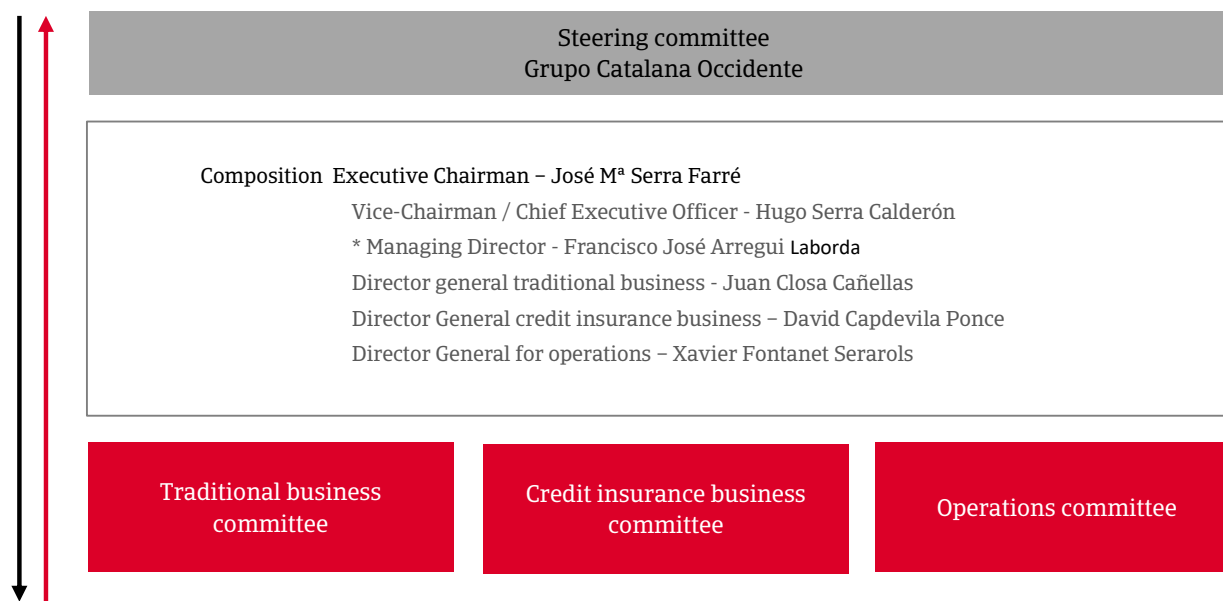 Steering committee
Grupo Catalana Occidente
Composition Executive Chairman – José Mª Serra Farré
Vice-Chairman / Chief Executive Officer - Hugo Serra Calderón
* Managing Director - Francisco José Arregui Laborda
Director general traditional business - Juan Closa Cañellas
Director General credit insurance business – David Capdevila Ponce
Director General for operations – Xavier Fontanet Serarols
Traditional business
committee
Credit insurance business
committee
Operations committee